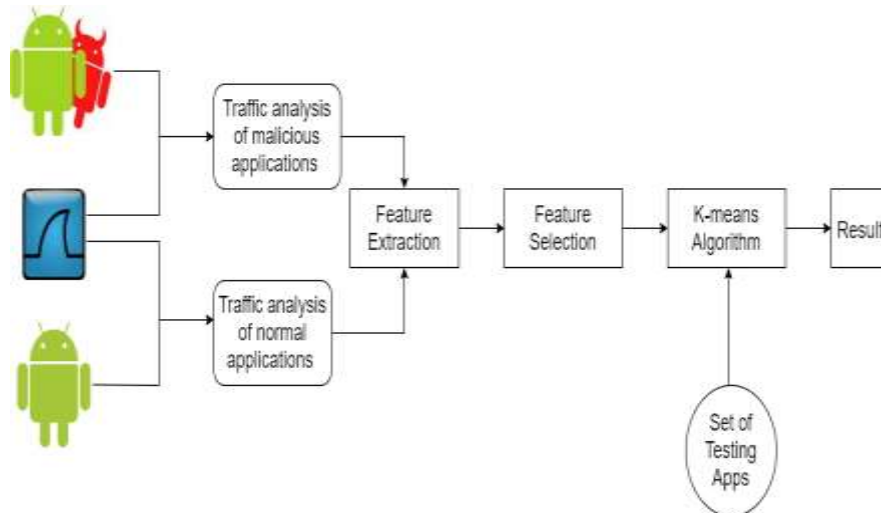 Traffic analysis
of malicious
applications
Feature
Extraction
Feature
Selection
K-means
Algorithm
Result
Traffic analysis
of normal
applications
Set of
Testing
Apps